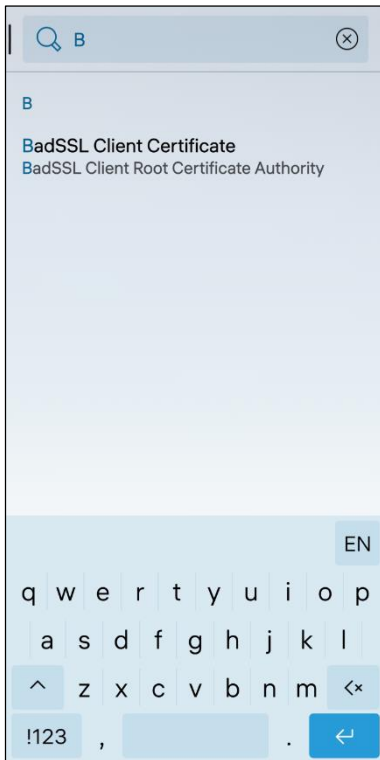 B
B
BadSSL Client Certificate
BadSSL Client Root Certificate Authority
EN
q w e r t y u i o p
a s d f g h j k l
z x c v b n m
!123 , .